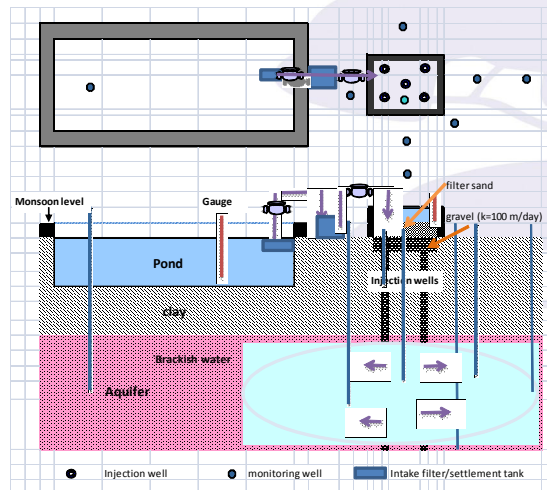 filter sand
Monsoon level
Gauge
gravel (k=100 m/day)
Pond
Injection wells
clay
Brackish water
Aquifer
Injection well
monitoring well
Intake filter/settlement tank